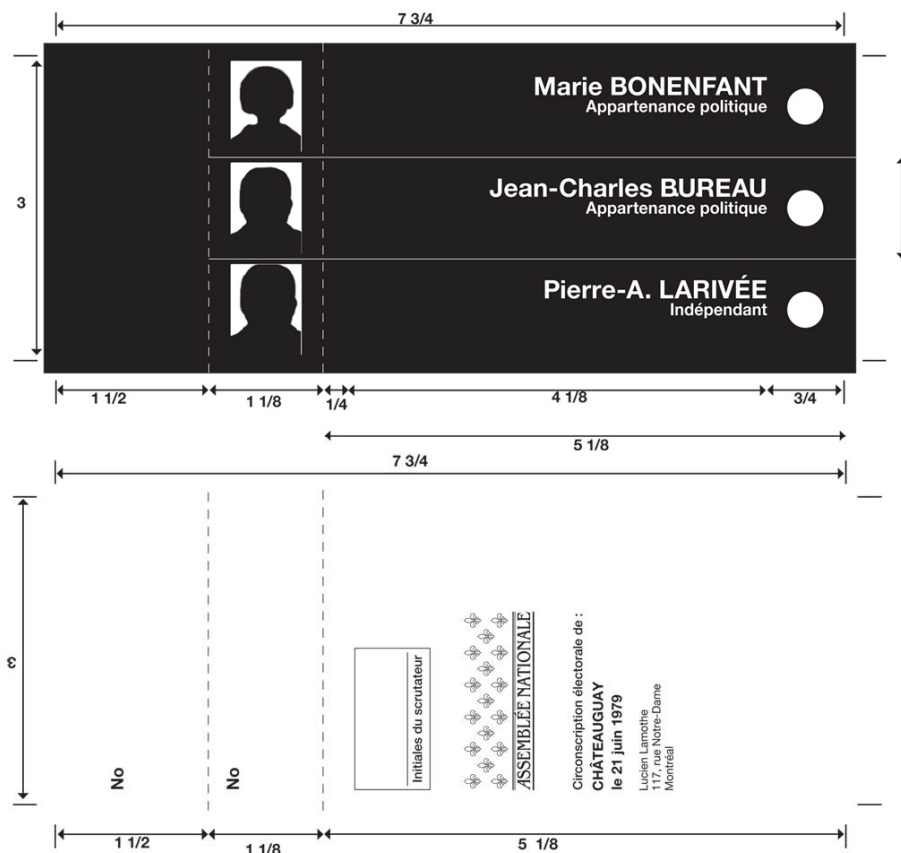 7 3/4
Marie BONENFANT
Appartenance politique
3
Jean-Charles BUREAU
Appartenance politique
Pierre-A. LARIVÉE
Indépendant
1 1/2
1 1/8
1/4
4 1/8
3/4
5 1/8
7 3/4
3
No
No
Initiales du scrutateur
ASSEMBLÉE NATIONALE
Circonscription électorale de :
CHÂTEAUGUAY
le 21 juin 1979
Lucien Lamothe
117, rue Notre-Dame
Montréal
1 1/2
1 1/8
5 1/8